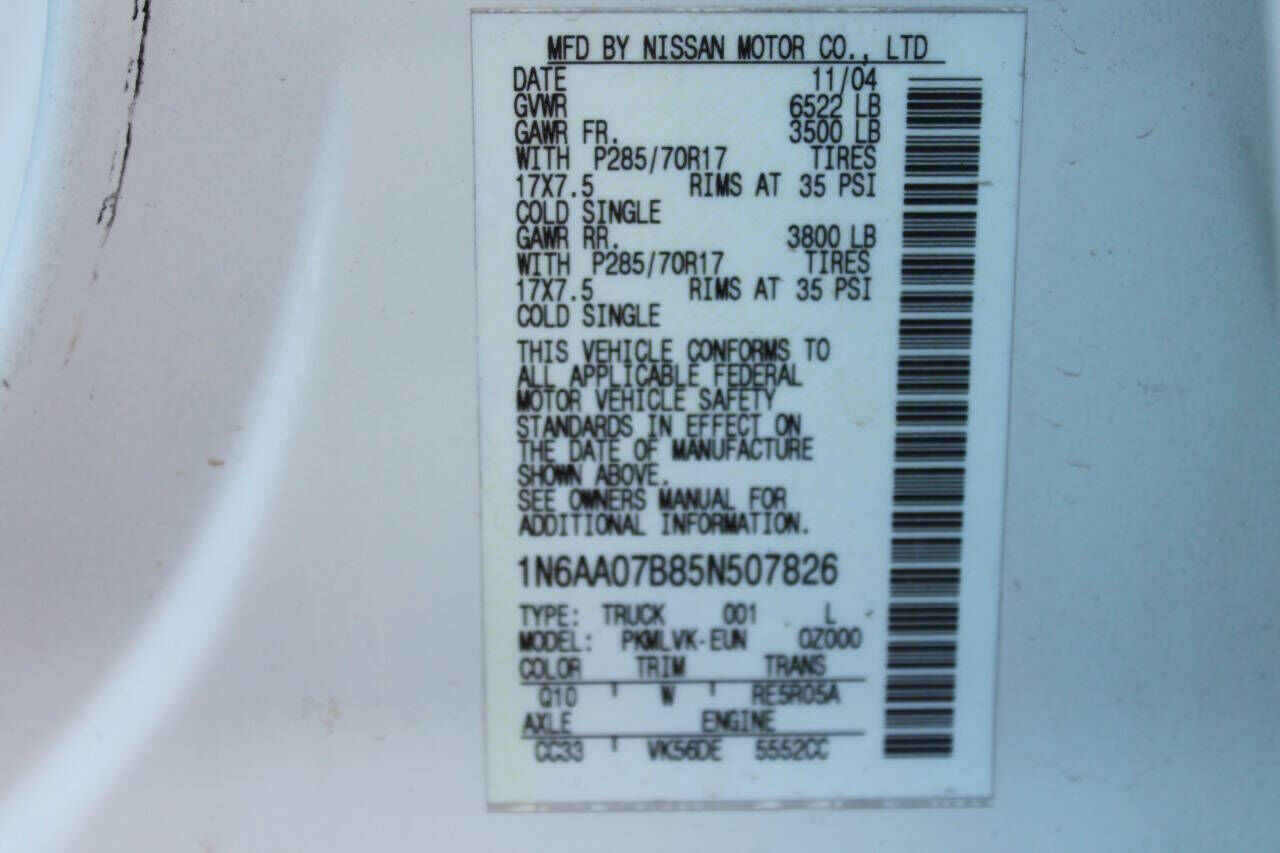 MFD BY NISSAN MOTOR CO., LTD
DATE 11/04
GVWR 6522 LB
GAWR FR. 3500 LB
WITH P285/70R17 TIRES
17X7.5 RIMS AT 35 PSI
COLD SINGLE
GAWR RR. 3800 LB
WITH P285/70R17 TIRES
17X7.5 RIMS AT 35 PSI
COLD SINGLE
THIS VEHICLE CONFORMS TO
ALL APPLICABLE FEDERAL
MOTOR VEHICLE SAFETY
STANDARDS IN EFFECT ON
THE DATE OF MANUFACTURE
SHOWN ABOVE.
SEE OWNERS MANUAL FOR
ADDITIONAL INFORMATION.
1N6AA07B85N507826
TYPE: TRUCK 001 L
MODEL: PKMLVK-EUN QZ000
COLOR TRIM TRANS
Q10 W RE5R05A
AXLE ENGINE
CC33 VK56DE 5552CC